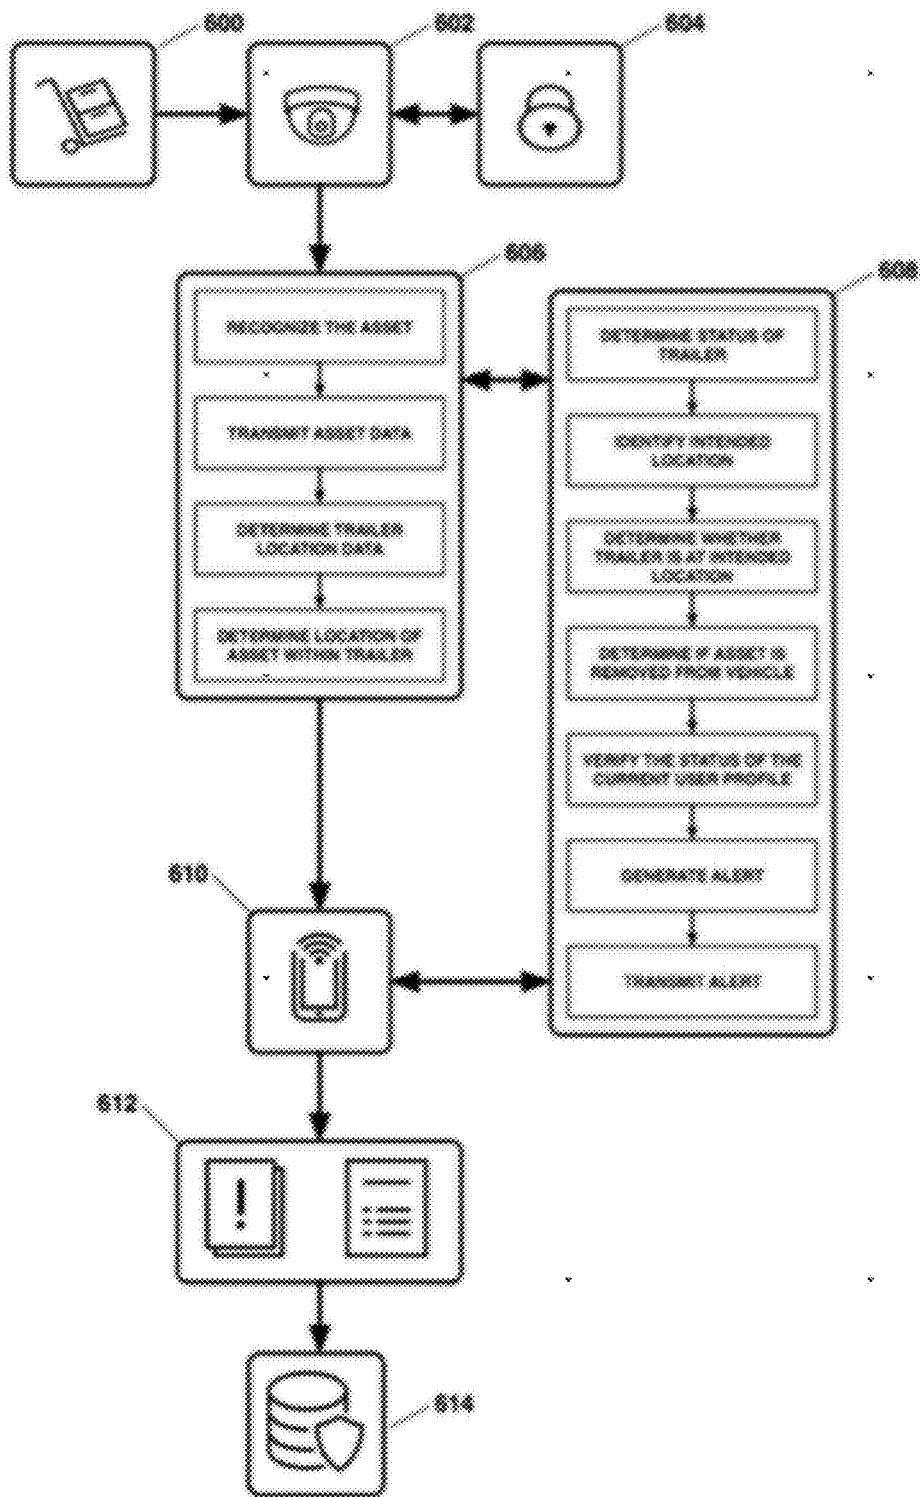 600
602
604
606
RECOGNIZE THE ASSET
TRANSMIT ASSET DATA
DETERMINE TRAILER
LOCATION DATA
DETERMINE LOCATION OF
ASSET WITHIN TRAILER
608
DETERMINE STATUS OF
TRAILER
IDENTIFY INTENDED
LOCATION
DETERMINE WHETHER
TRAILER IS AT INTENDED
LOCATION
DETERMINE IF ASSET IS
REMOVED FROM VEHICLE
VERIFY THE STATUS OF THE
CURRENT USER PROFILE
GENERATE ALERT
TRANSMIT ALERT
610
612
614